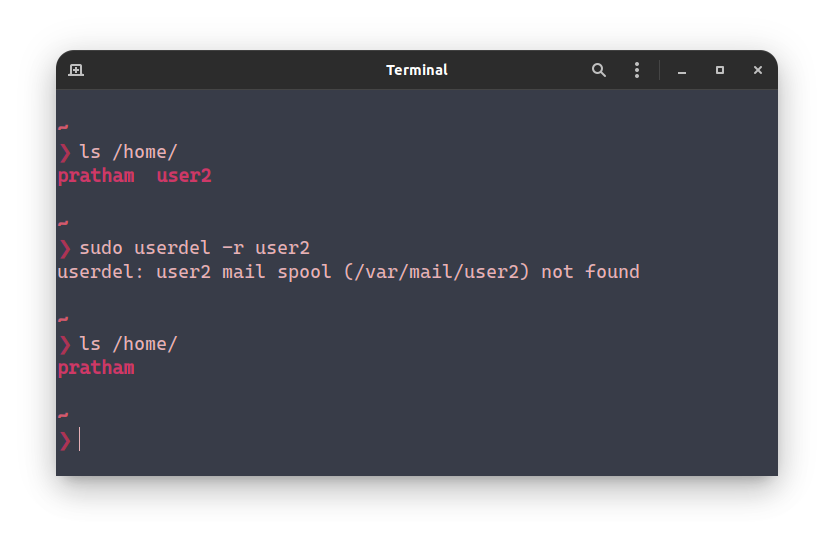 Terminal
~
❯ ls /home/
pratham  user2
~
❯ sudo userdel -r user2
userdel: user2 mail spool (/var/mail/user2) not found
~
❯ ls /home/
pratham
~
❯